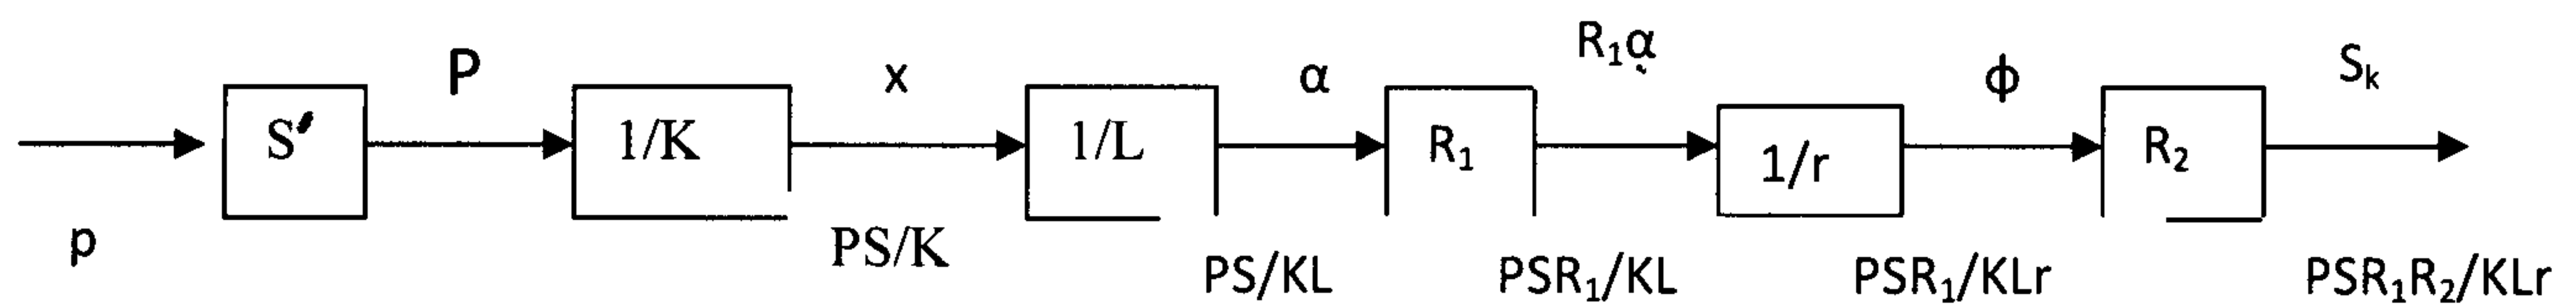 P x α R₁α ϕ Sₖ
S' 1/K 1/L R₁ 1/r R₂
p PS/K PS/KL PSR₁/KL PSR₁/KLr PSR₁R₂/KLr